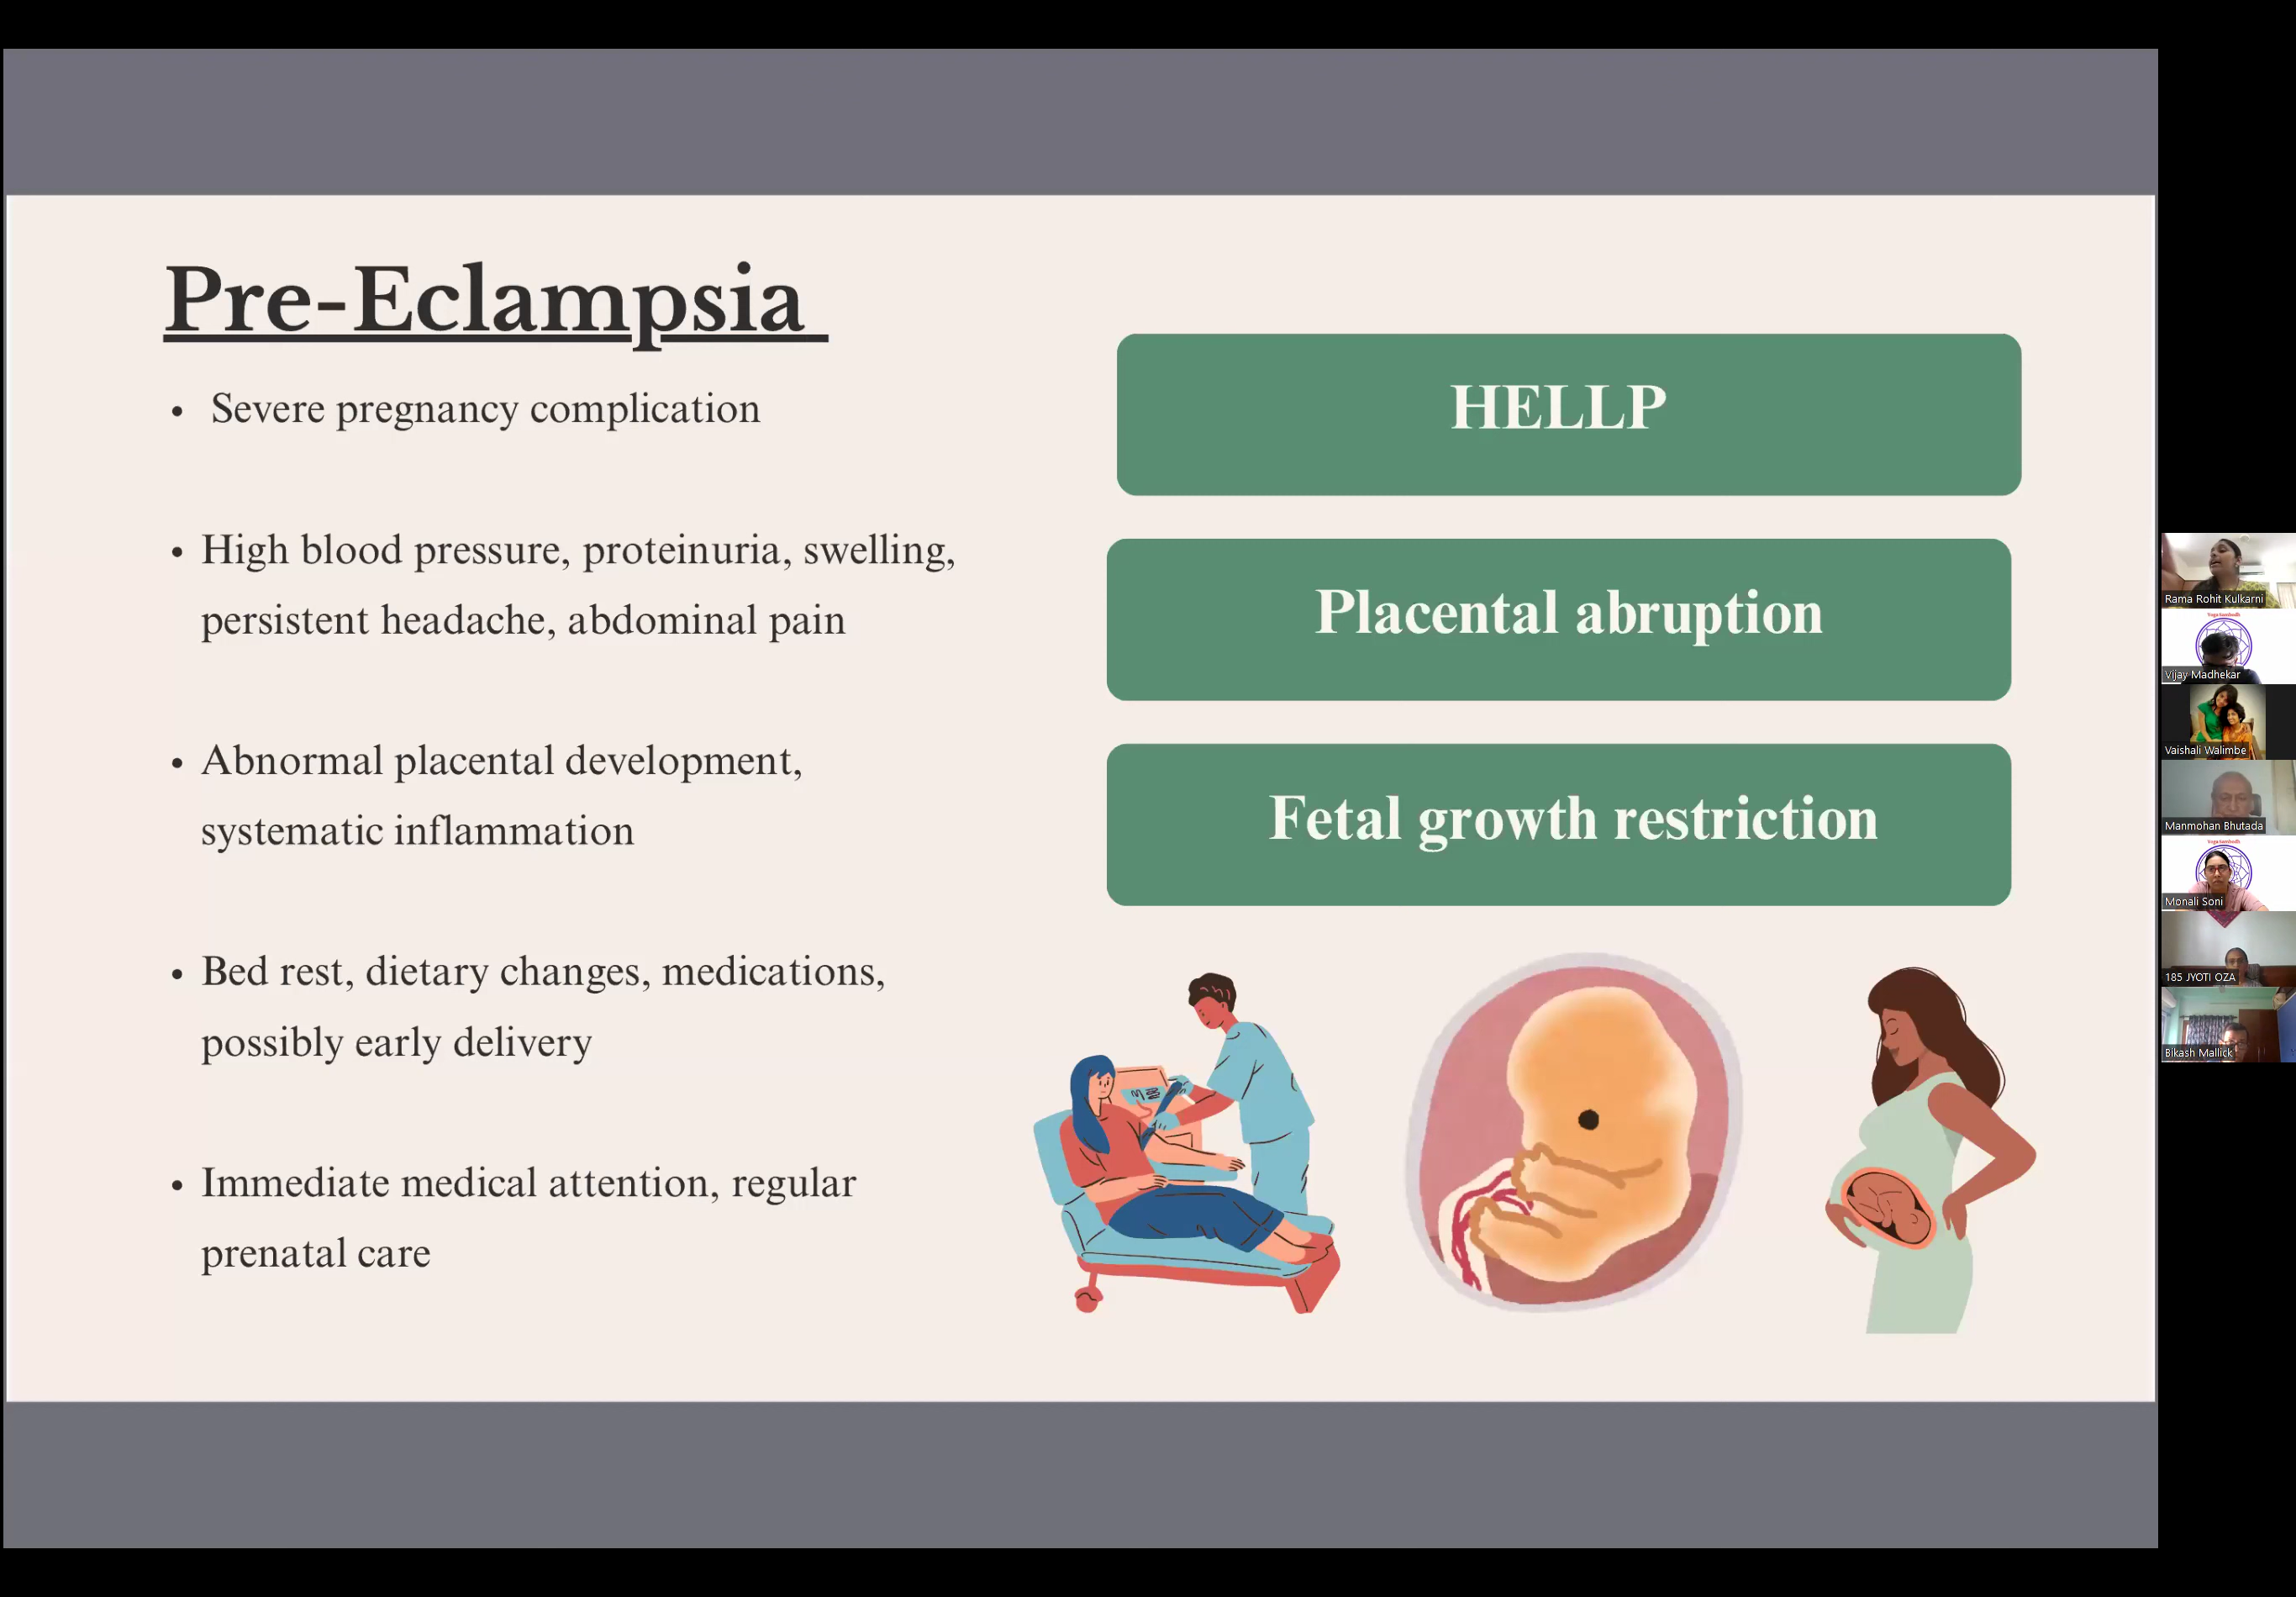 Pre-Eclampsia
• Severe pregnancy complication
• High blood pressure, proteinuria, swelling,
persistent headache, abdominal pain
• Abnormal placental development,
systematic inflammation
• Bed rest, dietary changes, medications,
possibly early delivery
• Immediate medical attention, regular
prenatal care
HELLP
Placental abruption
Fetal growth restriction
Rama Rohit Kulkarni
Vijay Madhekar
Vaishali Walimbe
Manmohan Bhutada
Monali Soni
185 JYOTI OZA
Bikash Mallick